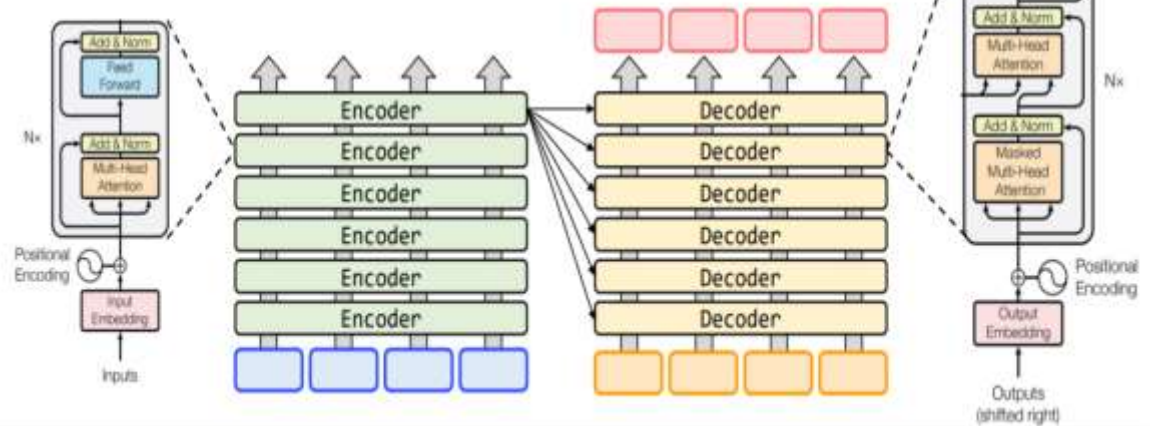 Add & Norm
Feed
Forward
Nx
Add & Norm
Multi-Head
Attention
Positional
Encoding
Input
Embedding
Inputs
Encoder
Encoder
Encoder
Encoder
Encoder
Encoder
Decoder
Decoder
Decoder
Decoder
Decoder
Decoder
Add & Norm
Multi-Head
Attention
Nx
Add & Norm
Masked
Multi-Head
Attention
Positional
Encoding
Output
Embedding
Outputs
(shifted right)